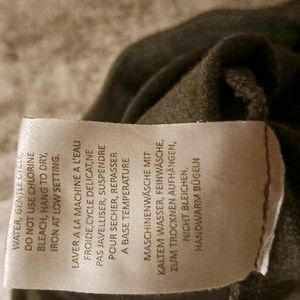 WATER, GENTLE CYCLE,
DO NOT USE CHLORINE
BLEACH, HANG TO DRY,
IRON AT LOW SETTING.
LAVER A LA MACHINE A L'EAU
FROIDE,CYCLE DELICAT,NE
PAS JAVELLISER, SUSPENDRE
POUR SECHER, REPASSER
A BASE TEMPERATURE
MASCHINENWÄSCHE MIT
KALTEM WASSER, FEINWÄSCHE,
ZUM TROCKNEN AUFHÄNGEN,
NICHT BLEICHEN,
HANDWARM BÜGELN